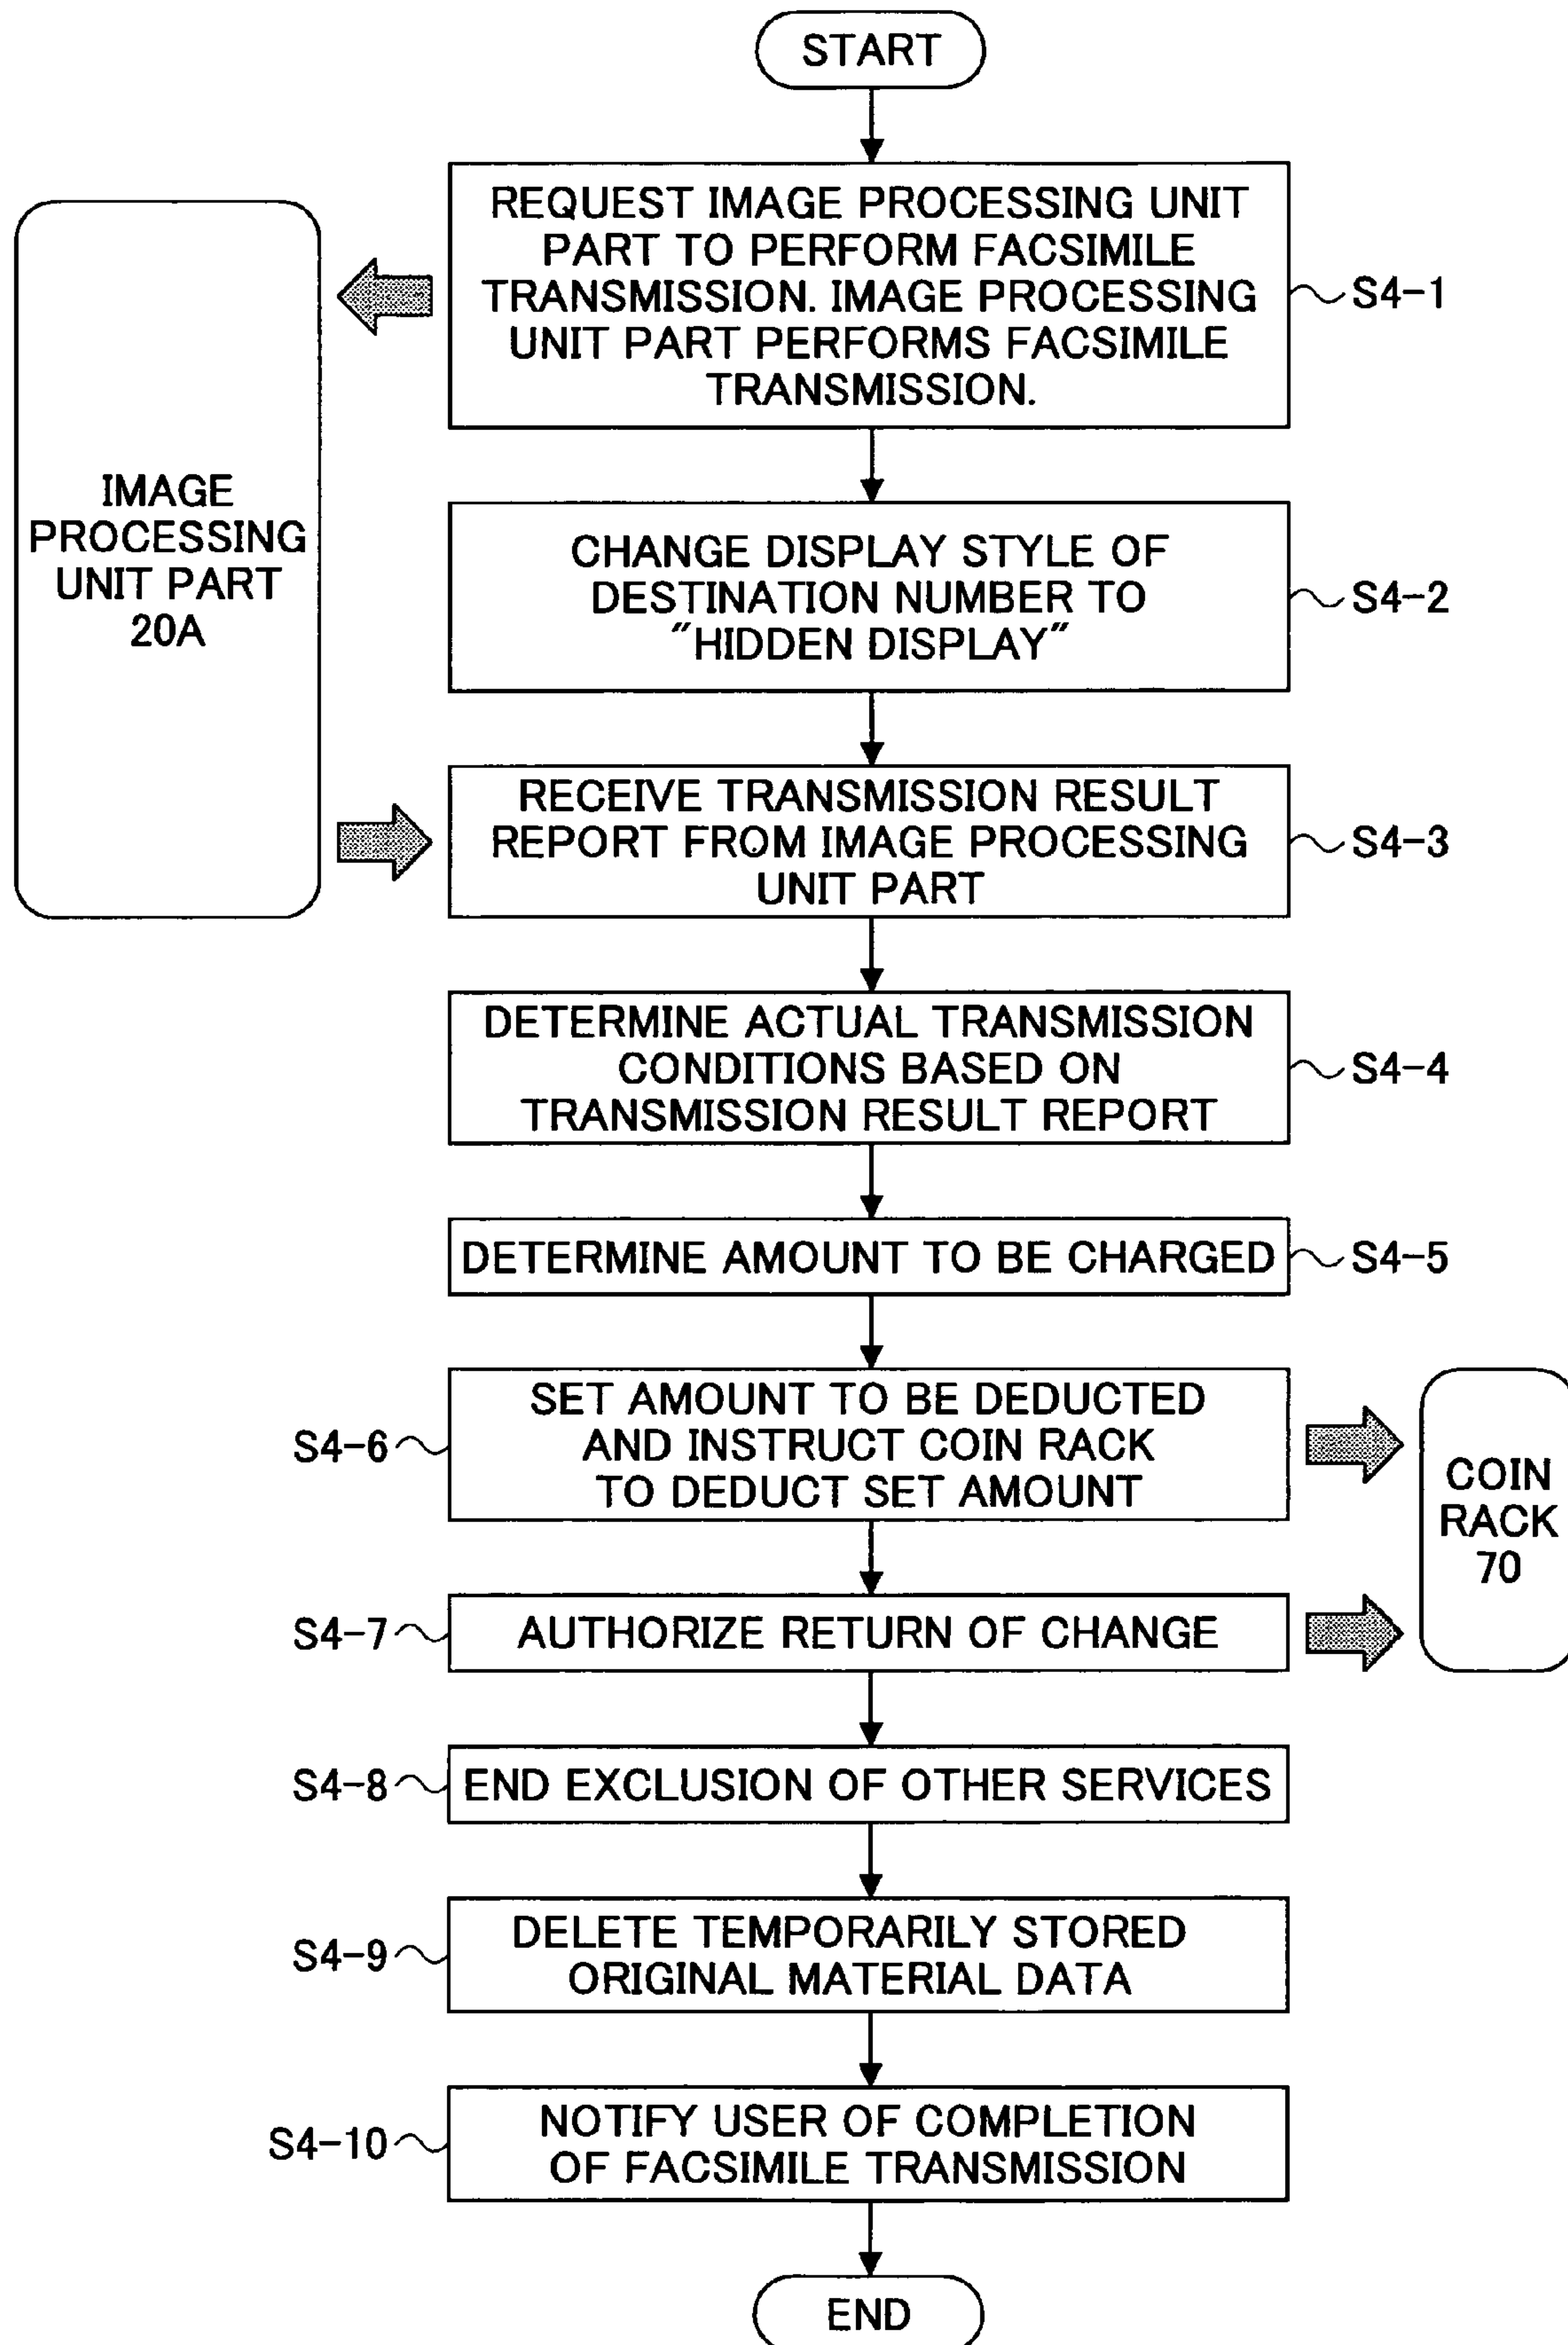 START
REQUEST IMAGE PROCESSING UNIT
PART TO PERFORM FACSIMILE
TRANSMISSION. IMAGE PROCESSING
UNIT PART PERFORMS FACSIMILE
TRANSMISSION.
S4-1
IMAGE
PROCESSING
UNIT PART
20A
CHANGE DISPLAY STYLE OF
DESTINATION NUMBER TO
"HIDDEN DISPLAY"
S4-2
RECEIVE TRANSMISSION RESULT
REPORT FROM IMAGE PROCESSING
UNIT PART
S4-3
DETERMINE ACTUAL TRANSMISSION
CONDITIONS BASED ON
TRANSMISSION RESULT REPORT
S4-4
DETERMINE AMOUNT TO BE CHARGED
S4-5
S4-6
SET AMOUNT TO BE DEDUCTED
AND INSTRUCT COIN RACK
TO DEDUCT SET AMOUNT
COIN
RACK
70
S4-7
AUTHORIZE RETURN OF CHANGE
S4-8
END EXCLUSION OF OTHER SERVICES
S4-9
DELETE TEMPORARILY STORED
ORIGINAL MATERIAL DATA
S4-10
NOTIFY USER OF COMPLETION
OF FACSIMILE TRANSMISSION
END